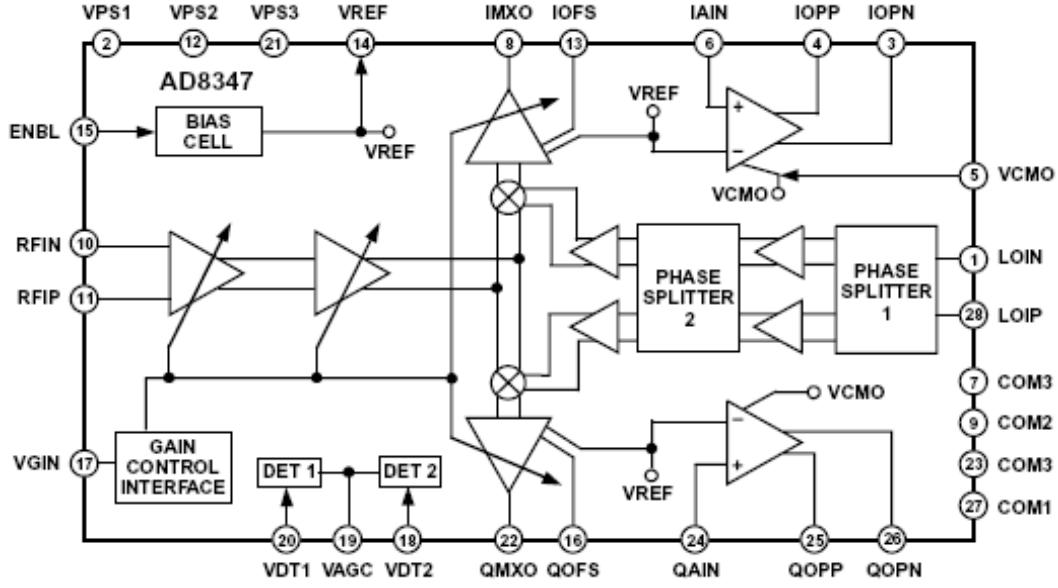 VPS1 VPS2 VPS3 VREF IMXO IOFS IAIN IOPP IOPN
2 12 21 14 8 13 6 4 3
AD8347
VREF
ENBL 15 BIAS
CELL
VREF
+
−
VCMO
5 VCMO
RFIN 10
RFIP 11
PHASE
SPLITTER
2
PHASE
SPLITTER
1
1 LOIN
28 LOIP
7 COM3
VCMO
9 COM2
−
+
VGIN 17 GAIN
CONTROL
INTERFACE
DET 1 DET 2
VREF
23 COM3
27 COM1
20 19 18 22 16 24 25 26
VDT1 VAGC VDT2 QMXO QOFS QAIN QOPP QOPN